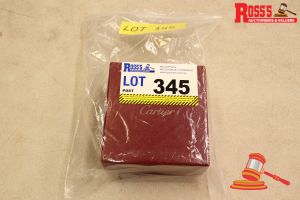 LOT 345
ROSS'S
AUCTIONEERS & VALUERS
ROSS'S
LOT 345
POST
Cartier